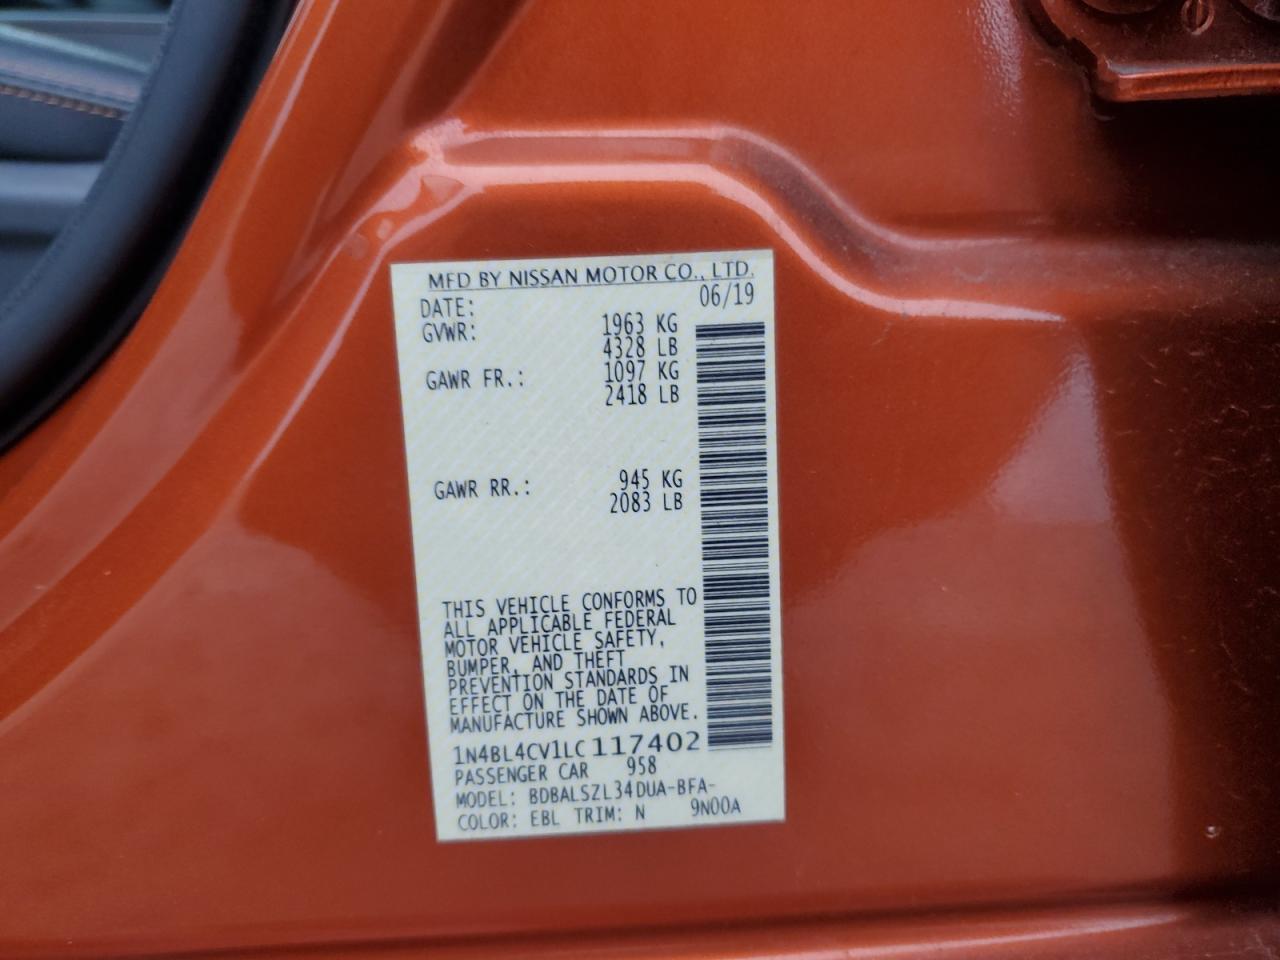 MFD BY NISSAN MOTOR CO., LTD.
DATE: 06/19
GVWR: 1963 KG
4328 LB
GAWR FR.: 1097 KG
2418 LB
GAWR RR.: 945 KG
2083 LB
THIS VEHICLE CONFORMS TO
ALL APPLICABLE FEDERAL
MOTOR VEHICLE SAFETY,
BUMPER, AND THEFT
PREVENTION STANDARDS IN
EFFECT ON THE DATE OF
MANUFACTURE SHOWN ABOVE.
1N4BL4CV1LC117402
PASSENGER CAR 958
MODEL: BDBALSZL34DUA-BFA-
COLOR: EBL TRIM: N 9N00A